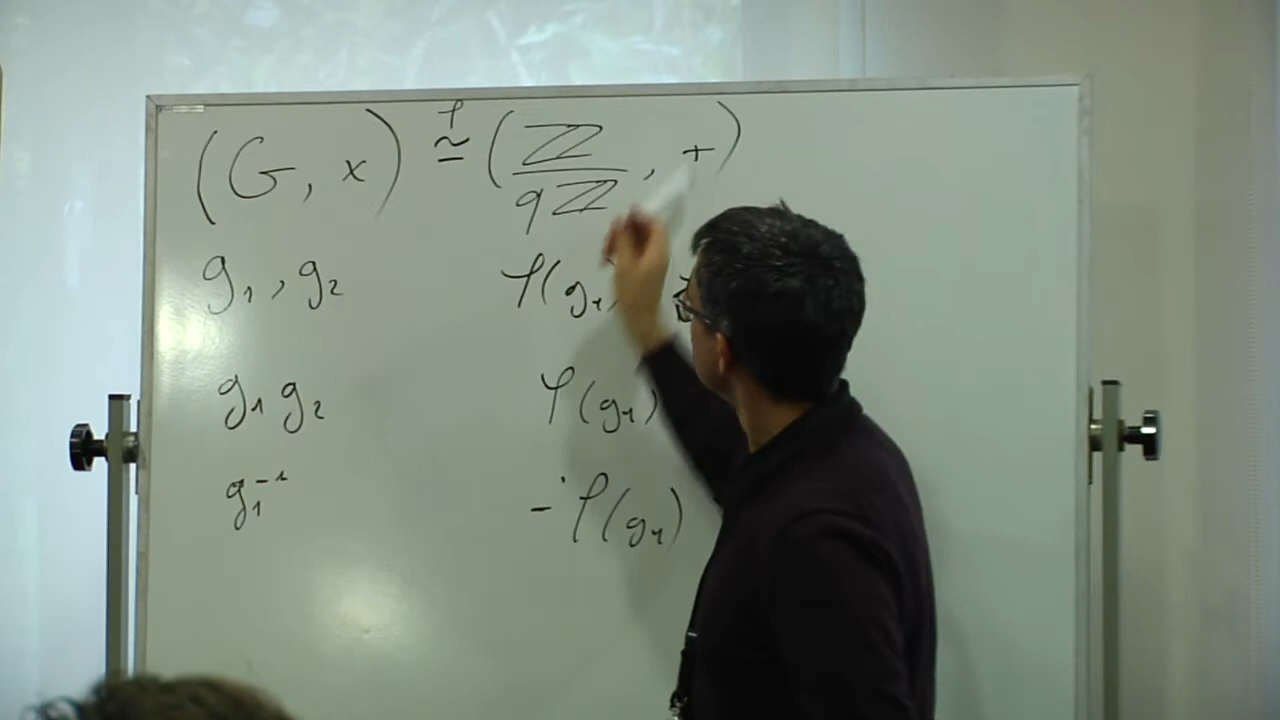 (G, x) ≃^φ (ℤ/qℤ, +)
g₁, g₂ φ(g₁)
g₁ g₂ φ(g₁)
g₁⁻¹ -φ(g₁)